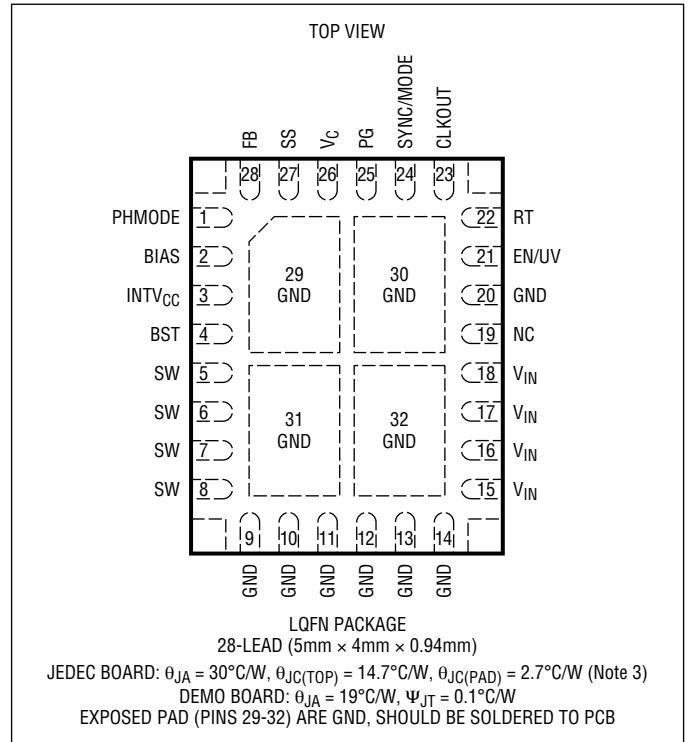 TOP VIEW
FB
SS
VC
PG
SYNC/MODE
CLKOUT
28 27 26 25 24 23
PHMODE 1
BIAS 2
INTVCC 3
BST 4
SW 5
SW 6
SW 7
SW 8
22 RT
21 EN/UV
20 GND
19 NC
18 VIN
17 VIN
16 VIN
15 VIN
29
GND
30
GND
31
GND
32
GND
9 10 11 12 13 14
GND
GND
GND
GND
GND
GND
LQFN PACKAGE
28-LEAD (5mm × 4mm × 0.94mm)
JEDEC BOARD: θJA = 30°C/W, θJC(TOP) = 14.7°C/W, θJC(PAD) = 2.7°C/W (Note 3)
DEMO BOARD: θJA = 19°C/W, ΨJT = 0.1°C/W
EXPOSED PAD (PINS 29-32) ARE GND, SHOULD BE SOLDERED TO PCB